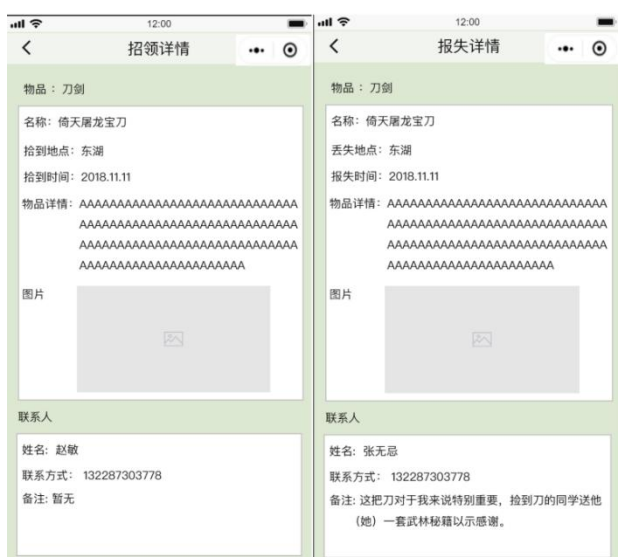 12:00
招领详情
物品 ：刀剑
名称：倚天屠龙宝刀
拾到地点：东湖
拾到时间：2018.11.11
物品详情：AAAAAAAAAAAAAAAAAAAAAAAAAAAAA
AAAAAAAAAAAAAAAAAAAAAAAAAAAAA
AAAAAAAAAAAAAAAAAAAAAAAAAAAAA
AAAAAAAAAAAAAAAAAAAAAA
图片
联系人
姓名: 赵敏
联系方式： 132287303778
备注: 暂无
12:00
报失详情
物品：刀剑
名称：倚天屠龙宝刀
丢失地点：东湖
报失时间：2018.11.11
物品详情：AAAAAAAAAAAAAAAAAAAAAAAAAAAAA
AAAAAAAAAAAAAAAAAAAAAAAAAAAAA
AAAAAAAAAAAAAAAAAAAAAAAAAAAAA
AAAAAAAAAAAAAAAAAAAAAA
图片
联系人
姓名: 张无忌
联系方式： 132287303778
备注: 这把刀对于我来说特别重要，捡到刀的同学送他
（她）一套武林秘籍以示感谢。